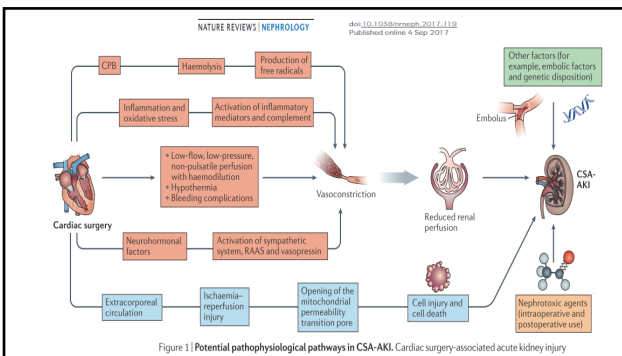 NATURE REVIEWS | NEPHROLOGY
doi:10.1038/nrneph.2017.119
Published online 4 Sep 2017
CPB
Haemolysis
Production of
free radicals
Other factors (for
example, embolic factors
and genetic disposition)
Inflammation and
oxidative stress
Activation of inflammatory
mediators and complement
Embolus
• Low-flow, low-pressure,
non-pulsatile perfusion
with haemodilution
• Hypothermia
• Bleeding complications
Cardiac surgery
Vasoconstriction
Reduced renal
perfusion
CSA-
AKI
Neurohormonal
factors
Activation of sympathetic
system, RAAS and vasopressin
Extracorporeal
circulation
Ischaemia–
reperfusion
injury
Opening of the
mitochondrial
permeability
transition pore
Cell injury and
cell death
Nephrotoxic agents
(intraoperative and
postoperative use)
Figure 1 | Potential pathophysiological pathways in CSA-AKI. Cardiac surgery-associated acute kidney injury